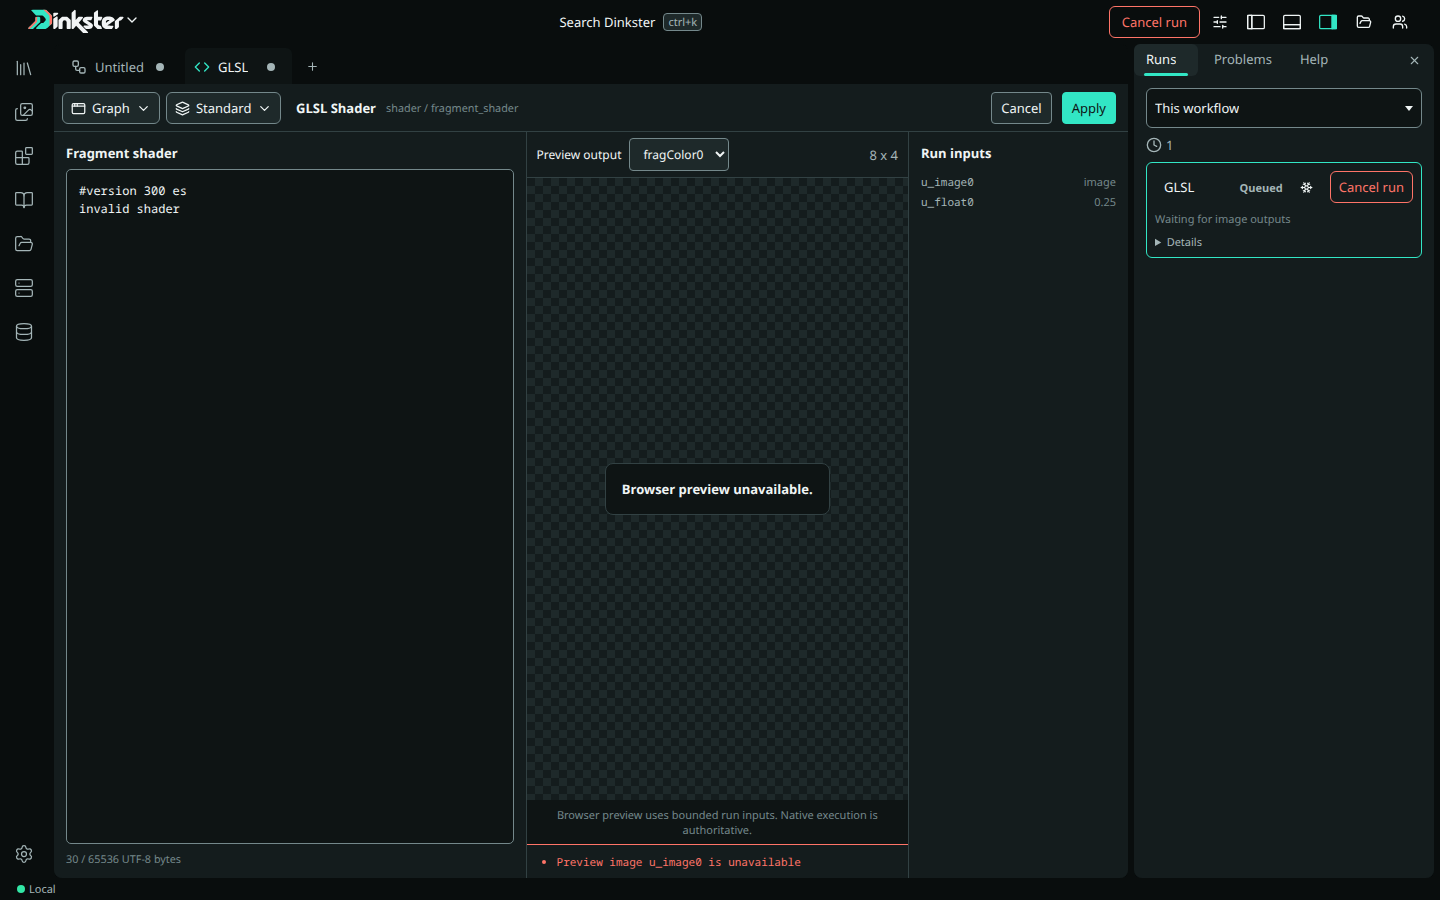 Dinkster
Search Dinkster ctrl+k
Cancel run
Untitled
GLSL
Runs
Problems
Help
Graph
Standard
GLSL Shader
shader / fragment_shader
Cancel
Apply
This workflow
1
GLSL
Queued
Cancel run
Waiting for image outputs
Details
Fragment shader
#version 300 es
invalid shader
30 / 65536 UTF-8 bytes
Preview output
fragColor0
8 x 4
Browser preview unavailable.
Browser preview uses bounded run inputs. Native execution is
authoritative.
Preview image u_image0 is unavailable
Run inputs
u_image0 image
u_float0 0.25
Local